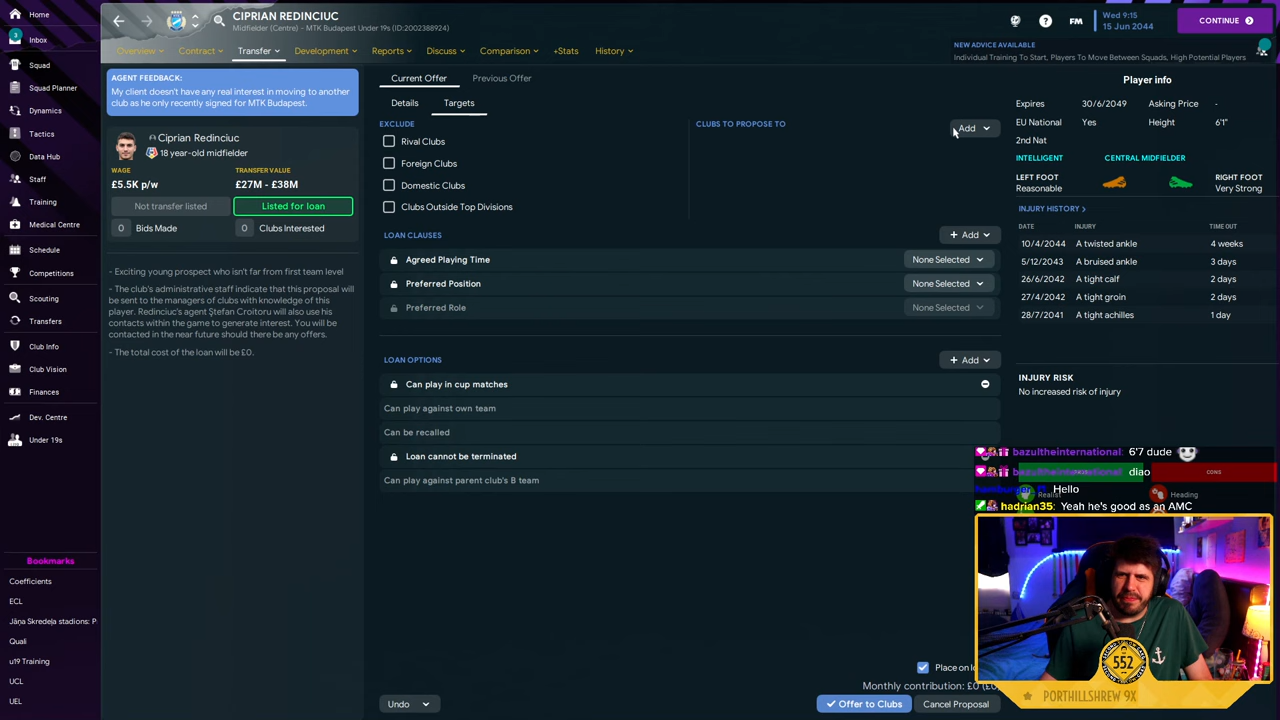 Home
3
Inbox
Squad
Squad Planner
Dynamics
Tactics
Data Hub
Staff
Training
Medical Centre
Schedule
Competitions
Scouting
Transfers
Club Info
Club Vision
Finances
Dev. Centre
Under 19s
Bookmarks
Coefficients
ECL
Jāņa Skredeļa stadions: P
Quali
u19 Training
UCL
UEL
CIPRIAN REDINCIUC
Midfielder (Centre) - MTK Budapest Under 19s (ID:2002388924)
FM
Wed 9:15
15 Jun 2044
CONTINUE
Overview
Contract
Transfer
Development
Reports
Discuss
Comparison
+Stats
History
NEW ADVICE AVAILABLE
Individual Training To Start, Players To Move Between Squads, High Potential Players
AGENT FEEDBACK:
My client doesn't have any real interest in moving to another
club as he only recently signed for MTK Budapest.
Ciprian Redinciuc
18 year-old midfielder
WAGE
TRANSFER VALUE
£5.5K p/w
£27M - £38M
Not transfer listed
Listed for loan
0 Bids Made
0 Clubs Interested
- Exciting young prospect who isn't far from first team level
- The club's administrative staff indicate that this proposal will
be sent to the managers of clubs with knowledge of this
player. Redinciuc's agent Ștefan Croitoru will also use his
contacts within the game to generate interest. You will be
contacted in the near future should there be any offers.
- The total cost of the loan will be £0.
Current Offer
Previous Offer
Details
Targets
EXCLUDE
Rival Clubs
Foreign Clubs
Domestic Clubs
Clubs Outside Top Divisions
CLUBS TO PROPOSE TO
Add
LOAN CLAUSES
+ Add
Agreed Playing Time
None Selected
Preferred Position
None Selected
Preferred Role
None Selected
LOAN OPTIONS
+ Add
Can play in cup matches
Can play against own team
Can be recalled
Loan cannot be terminated
Can play against parent club's B team
Place on lo
Monthly contribution: £0 (£0
Undo
Offer to Clubs
Cancel Proposal
Player info
Expires 30/6/2049
Asking Price -
EU National Yes
Height 6'1"
2nd Nat
INTELLIGENT
CENTRAL MIDFIELDER
LEFT FOOT
Reasonable
RIGHT FOOT
Very Strong
INJURY HISTORY
DATE INJURY TIME OUT
10/4/2044 A twisted ankle 4 weeks
5/12/2043 A bruised ankle 3 days
26/6/2042 A tight calf 2 days
27/4/2042 A tight groin 2 days
28/7/2041 A tight achilles 1 day
INJURY RISK
No increased risk of injury
bazultheinternational: 6'7 dude
bazultheinternational: diao
CONS
Hello
Realist
Heading
hadrian35: Yeah he's good as an AMC
552
PORTHILLSHREW 9X